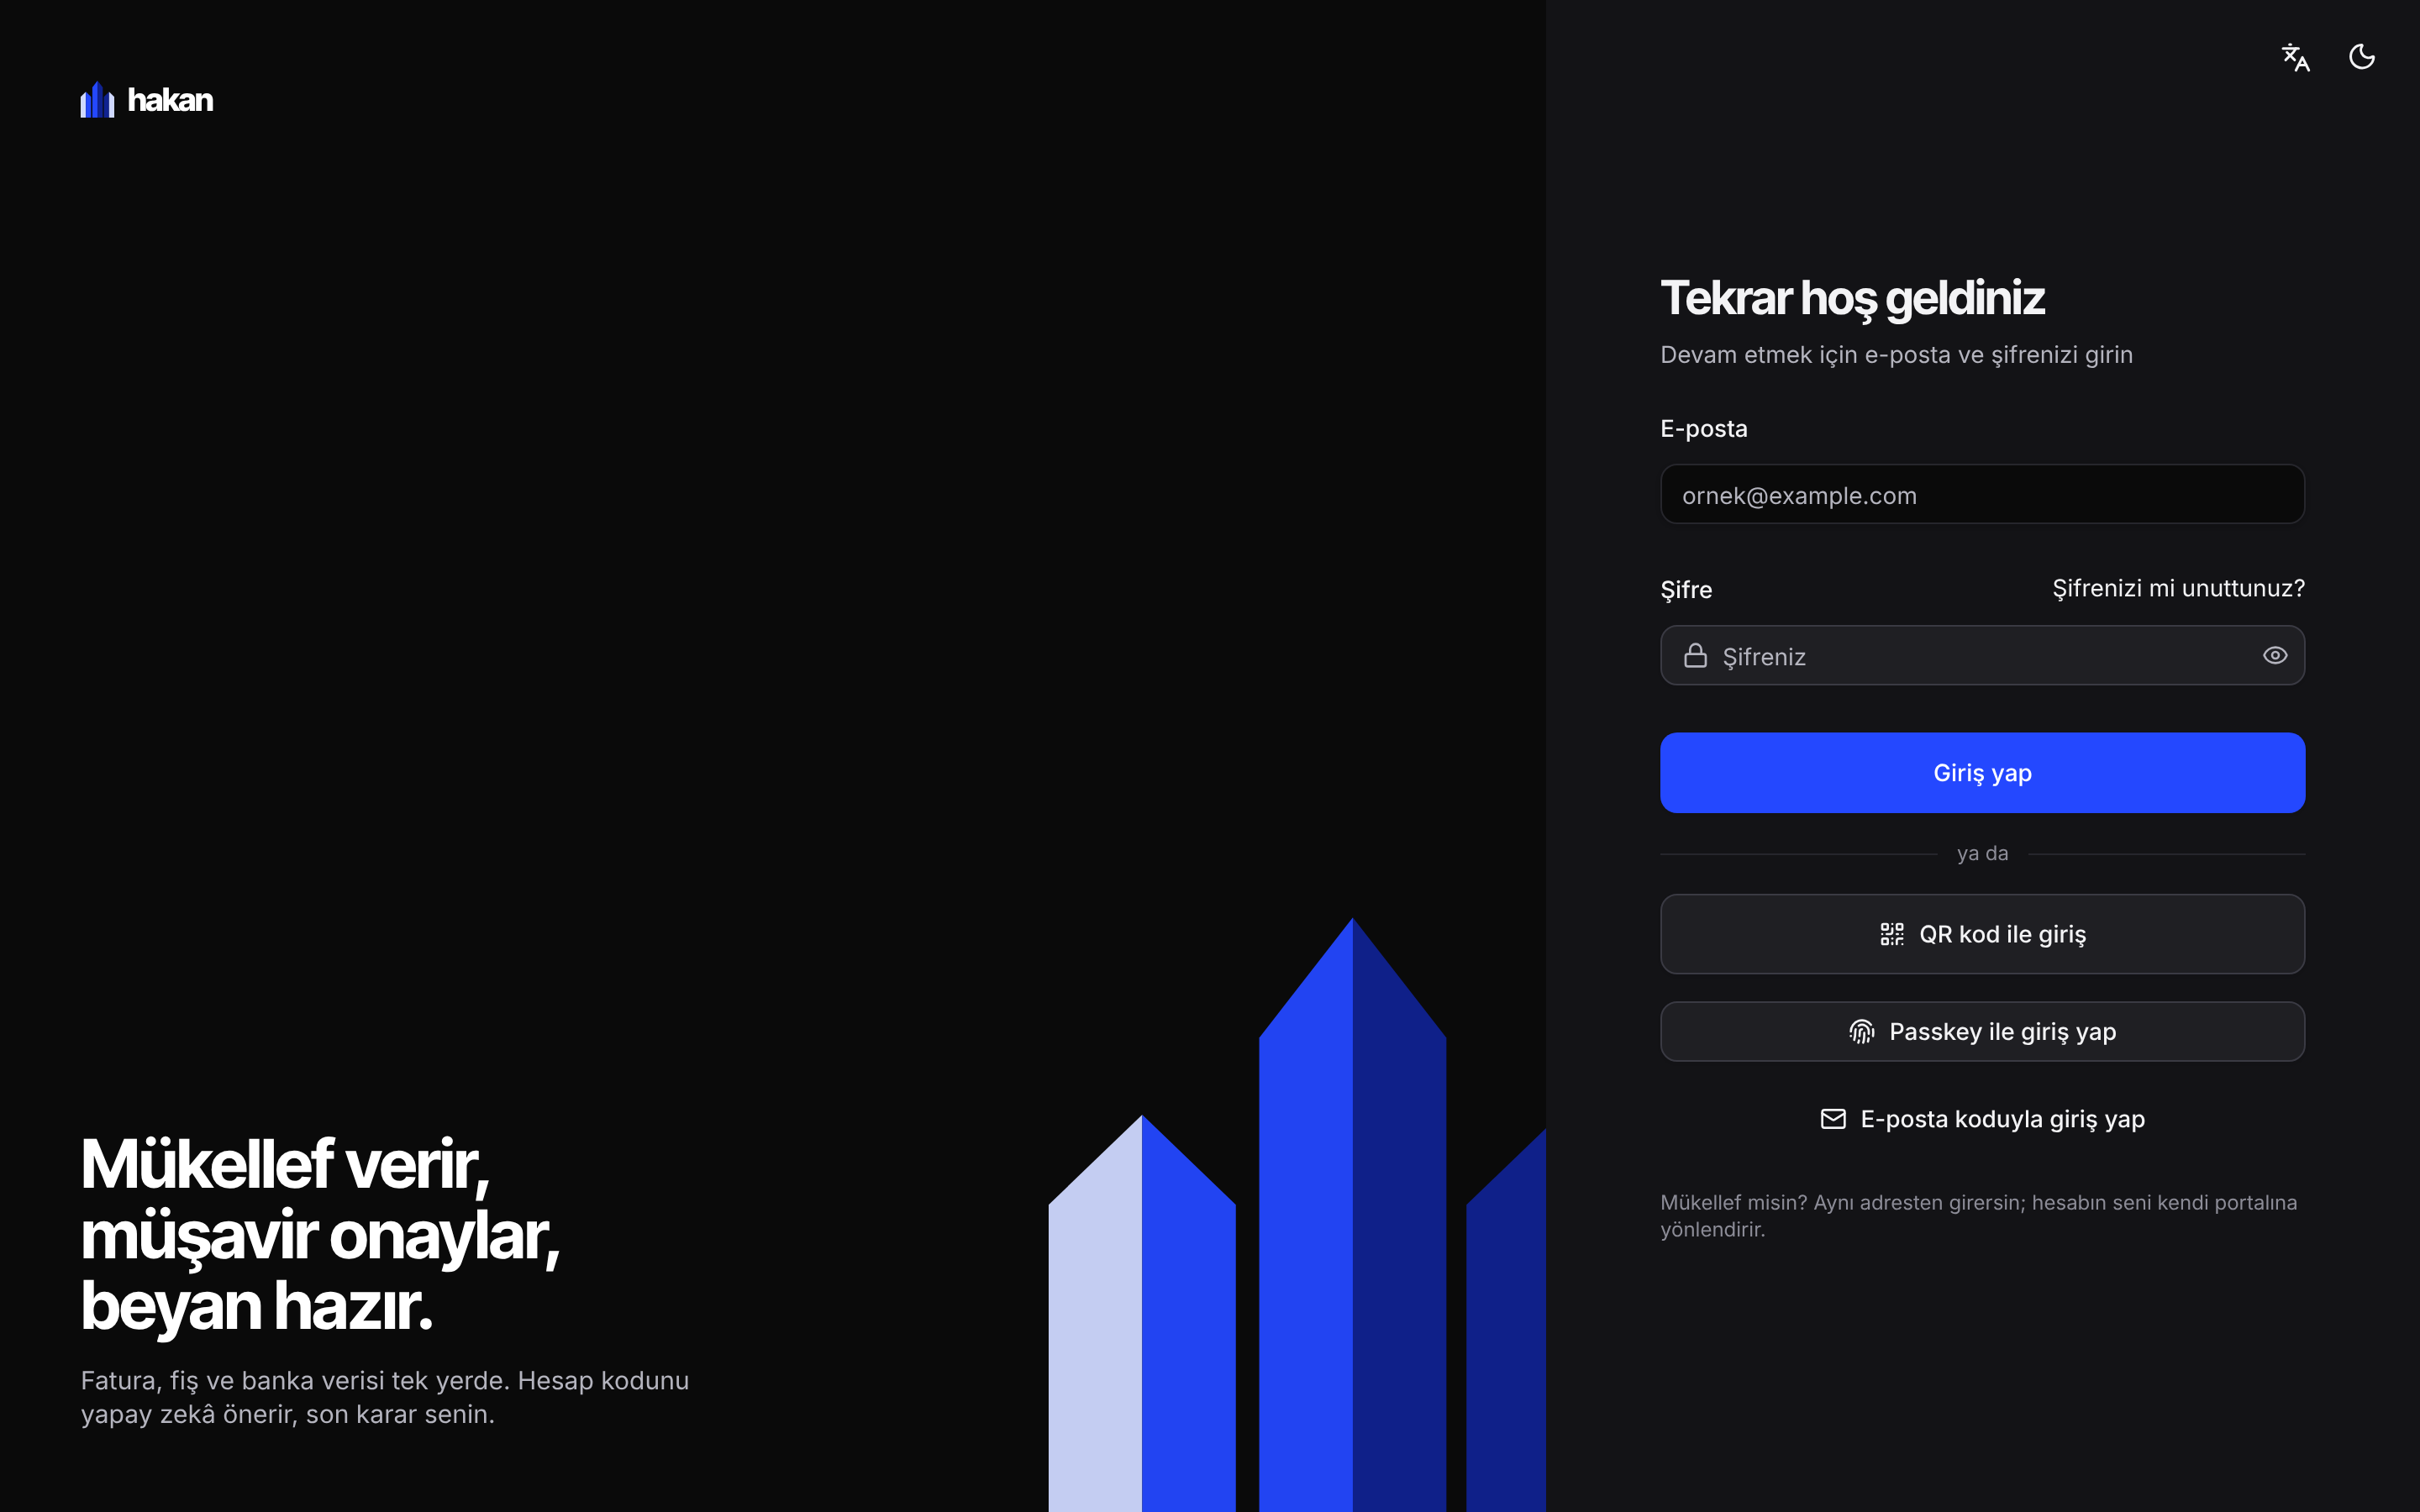 hakan
Mükellef verir,
müşavir onaylar,
beyan hazır.
Fatura, fiş ve banka verisi tek yerde. Hesap kodunu
yapay zekâ önerir, son karar senin.
Tekrar hoş geldiniz
Devam etmek için e-posta ve şifrenizi girin
E-posta
ornek@example.com
Şifre
Şifrenizi mi unuttunuz?
Şifreniz
Giriş yap
ya da
QR kod ile giriş
Passkey ile giriş yap
E-posta koduyla giriş yap
Mükellef misin? Aynı adresten girersin; hesabın seni kendi portalına
yönlendirir.